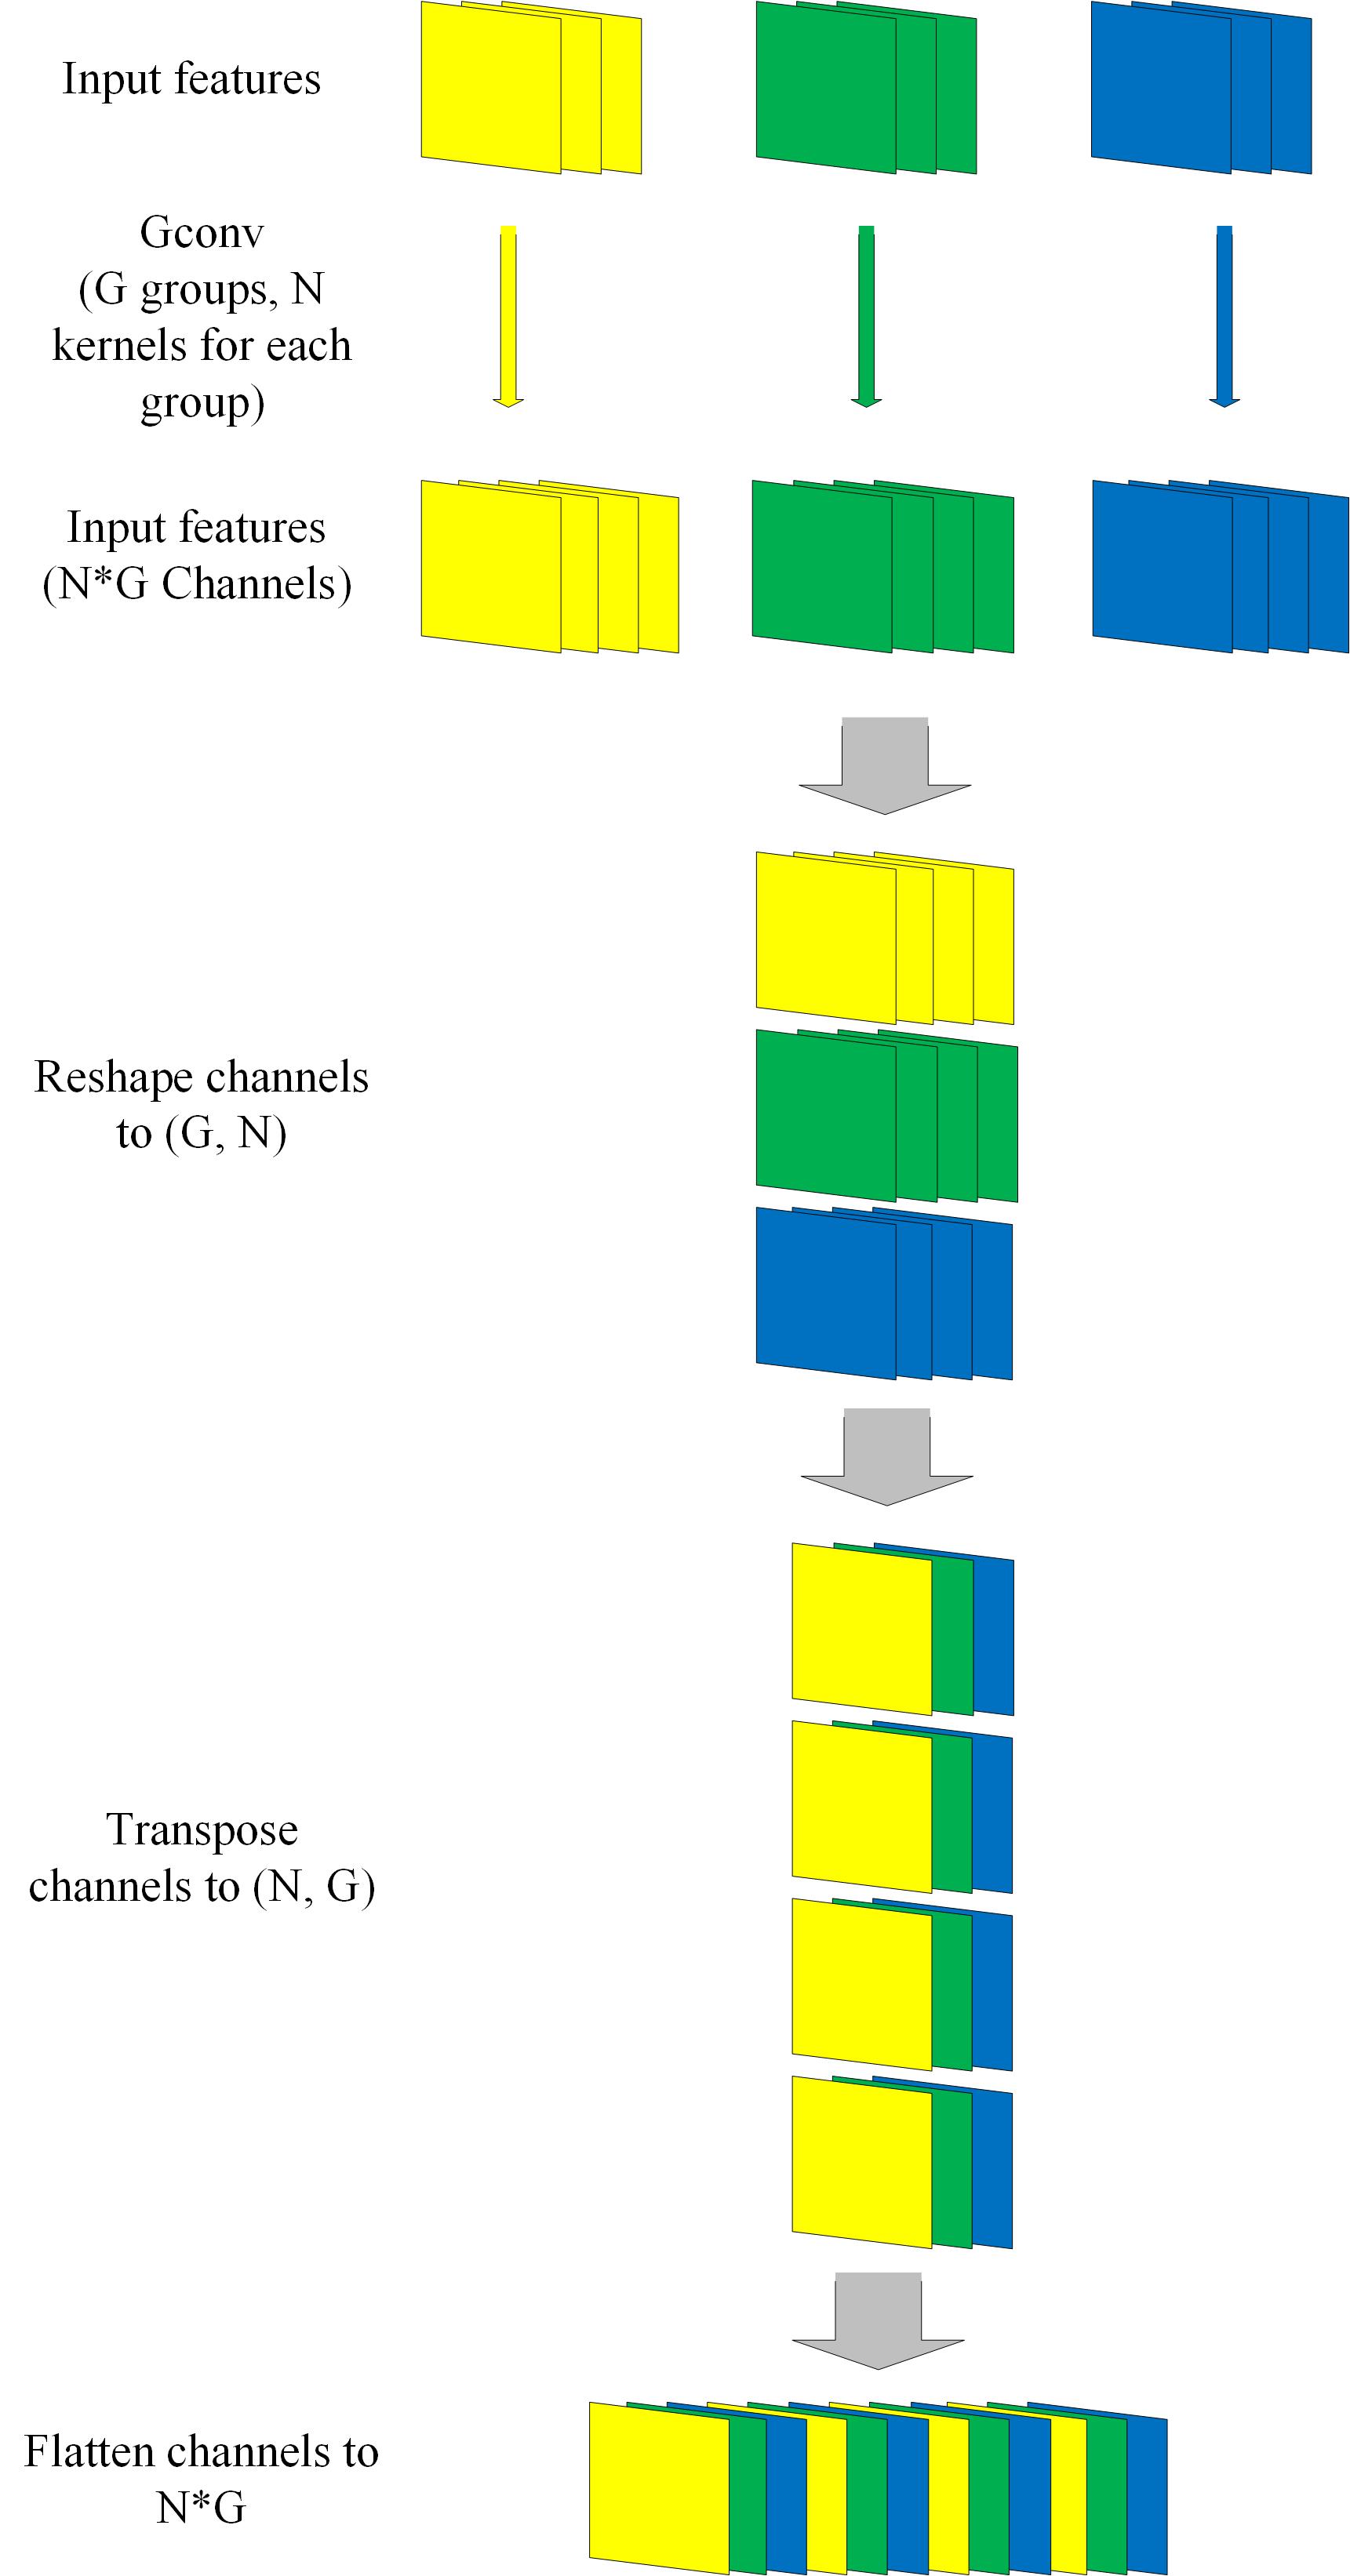 Input features
Gconv
(G groups, N
kernels for each
group)
Input features
(N*G Channels)
Reshape channels
to (G, N)
Transpose
channels to (N, G)
Flatten channels to
N*G